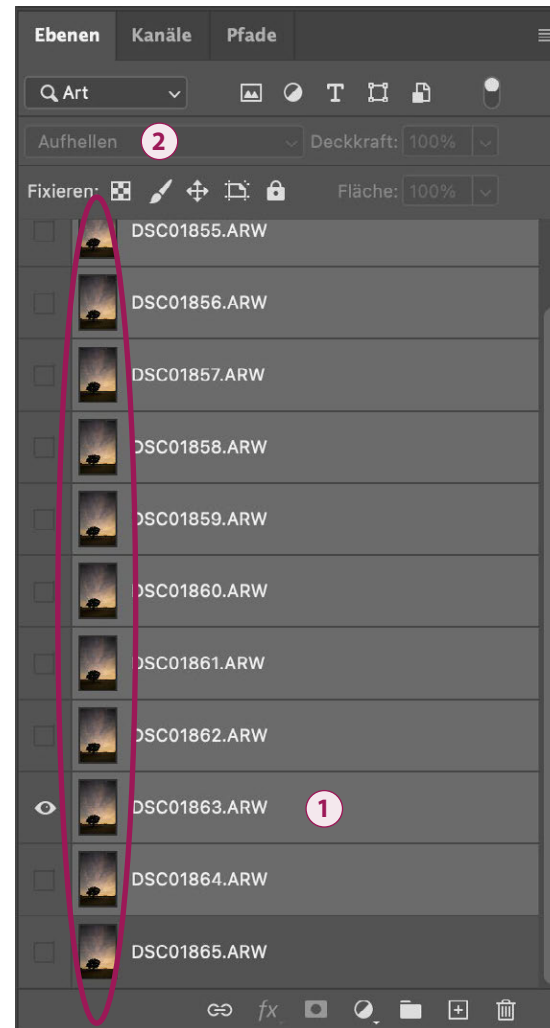 Ebenen Kanäle Pfade
Art T
Aufhellen 2 Deckkraft: 100%
Fixieren: Fläche: 100%
DSC01855.ARW
DSC01856.ARW
DSC01857.ARW
DSC01858.ARW
DSC01859.ARW
DSC01860.ARW
DSC01861.ARW
DSC01862.ARW
DSC01863.ARW 1
DSC01864.ARW
DSC01865.ARW
fx